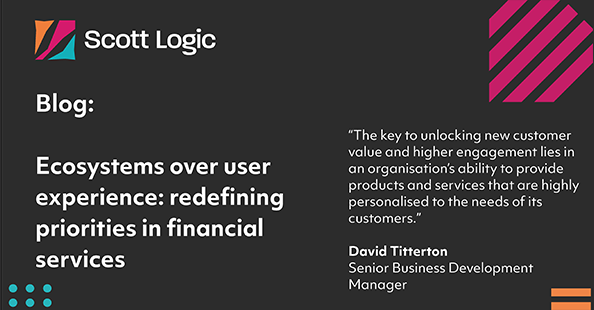 Scott Logic
Blog:
Ecosystems over user
experience: redefining
priorities in financial
services
“The key to unlocking new customer
value and higher engagement lies in
an organisation’s ability to provide
products and services that are highly
personalised to the needs of its
customers.”
David Titterton
Senior Business Development
Manager